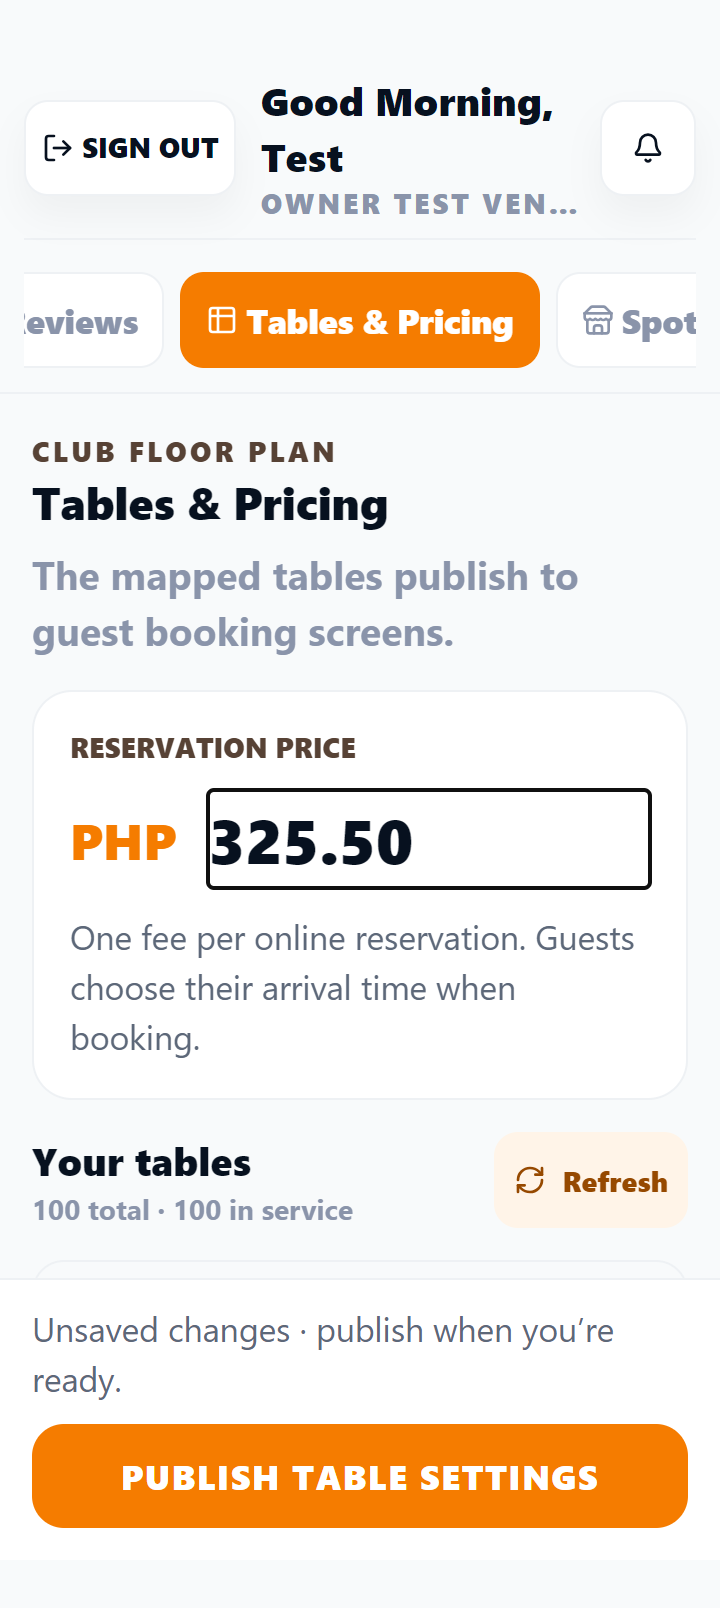 SIGN OUT
Good Morning,
Test
OWNER TEST VEN...
eviews
Tables & Pricing
Spot
CLUB FLOOR PLAN
Tables & Pricing
The mapped tables publish to
guest booking screens.
RESERVATION PRICE
PHP 325.50
One fee per online reservation. Guests
choose their arrival time when
booking.
Your tables
100 total · 100 in service
Refresh
Unsaved changes · publish when you’re
ready.
PUBLISH TABLE SETTINGS